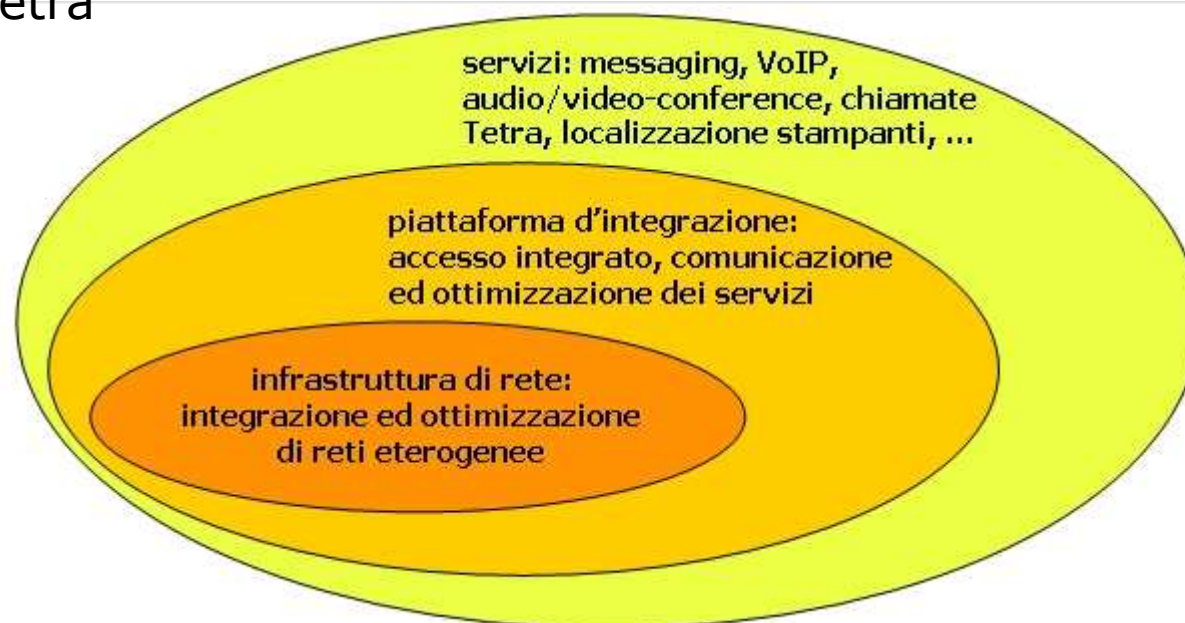 etra
servizi: messaging, VoIP,
audio/video-conference, chiamate
Tetra, localizzazione stampanti, ...
piattaforma d'integrazione:
accesso integrato, comunicazione
ed ottimizzazione dei servizi
infrastruttura di rete:
integrazione ed ottimizzazione
di reti eterogenee